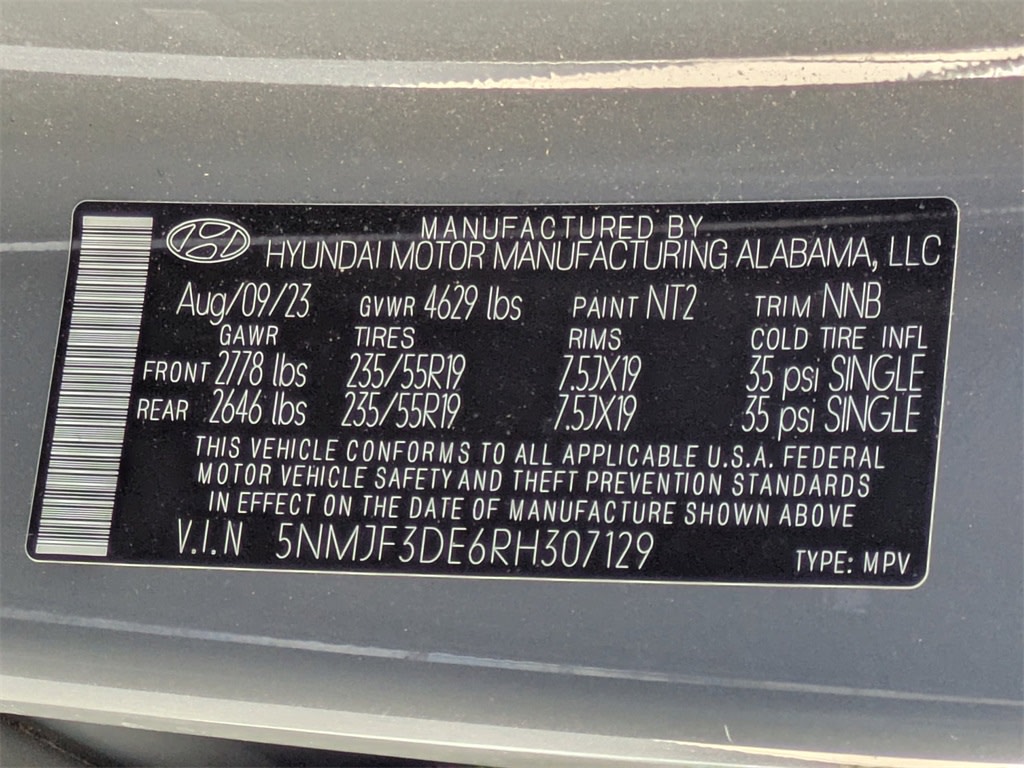 MANUFACTURED BY
HYUNDAI MOTOR MANUFACTURING ALABAMA, LLC
Aug/09/23 GVWR 4629 lbs PAINT NT2 TRIM NNB
GAWR TIRES RIMS COLD TIRE INFL
FRONT 2778 lbs 235/55R19 7.5JX19 35 psi SINGLE
REAR 2646 lbs 235/55R19 7.5JX19 35 psi SINGLE
THIS VEHICLE CONFORMS TO ALL APPLICABLE U.S.A. FEDERAL
MOTOR VEHICLE SAFETY AND THEFT PREVENTION STANDARDS
IN EFFECT ON THE DATE OF MANUFACTURE SHOWN ABOVE
V.I.N 5NMJF3DE6RH307129 TYPE: MPV